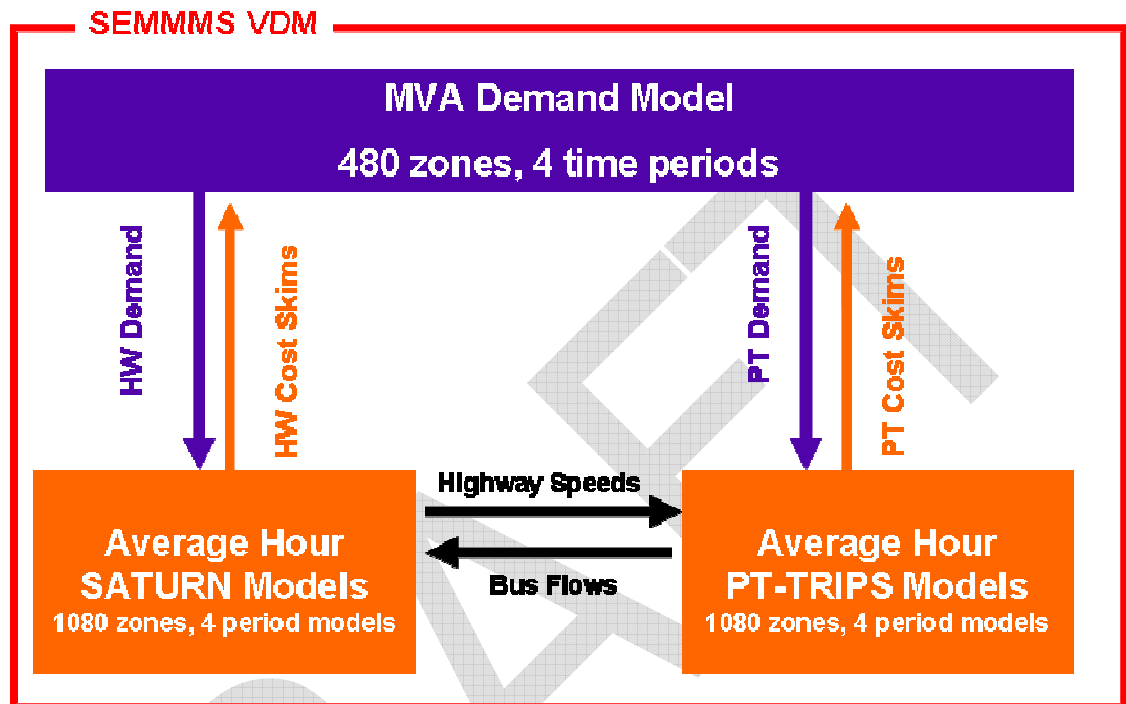 SEMMMS VDM
MVA Demand Model
480 zones, 4 time periods
HW Demand
HW Cost Skims
PT Demand
PT Cost Skims
Highway Speeds
Bus Flows
Average Hour
SATURN Models
1080 zones, 4 period models
Average Hour
PT-TRIPS Models
1080 zones, 4 period models